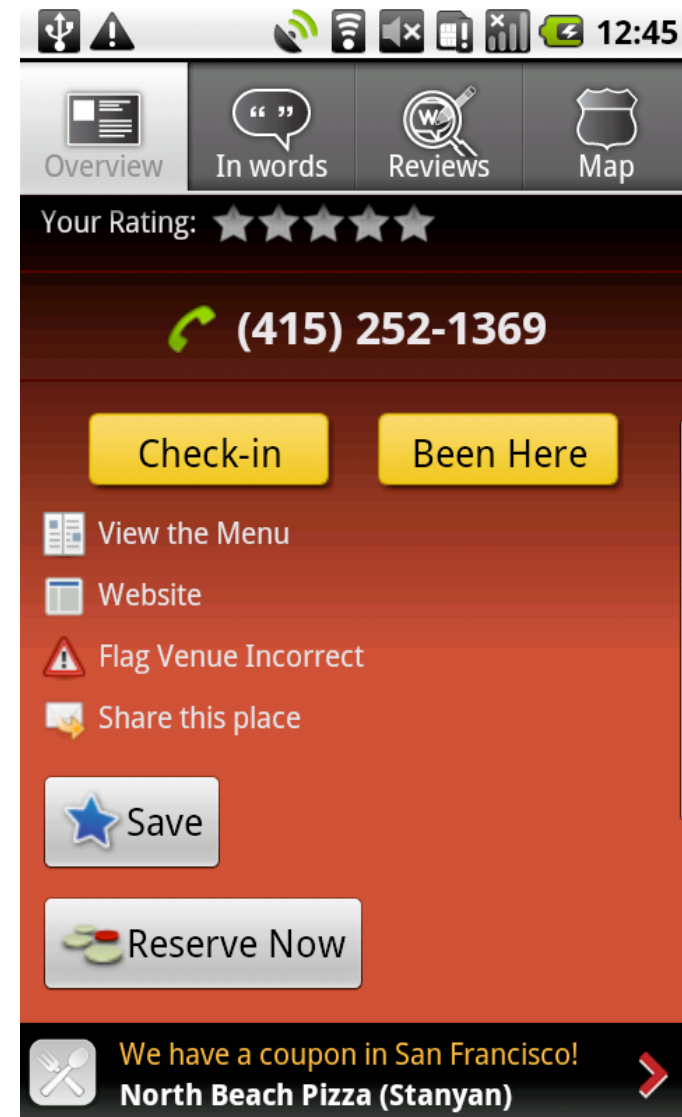 12:45
“ ”
W
Overview
In words
Reviews
Map
Your Rating:
(415) 252-1369
Check-in
Been Here
View the Menu
Website
Flag Venue Incorrect
Share this place
Save
Reserve Now
We have a coupon in San Francisco!
North Beach Pizza (Stanyan)